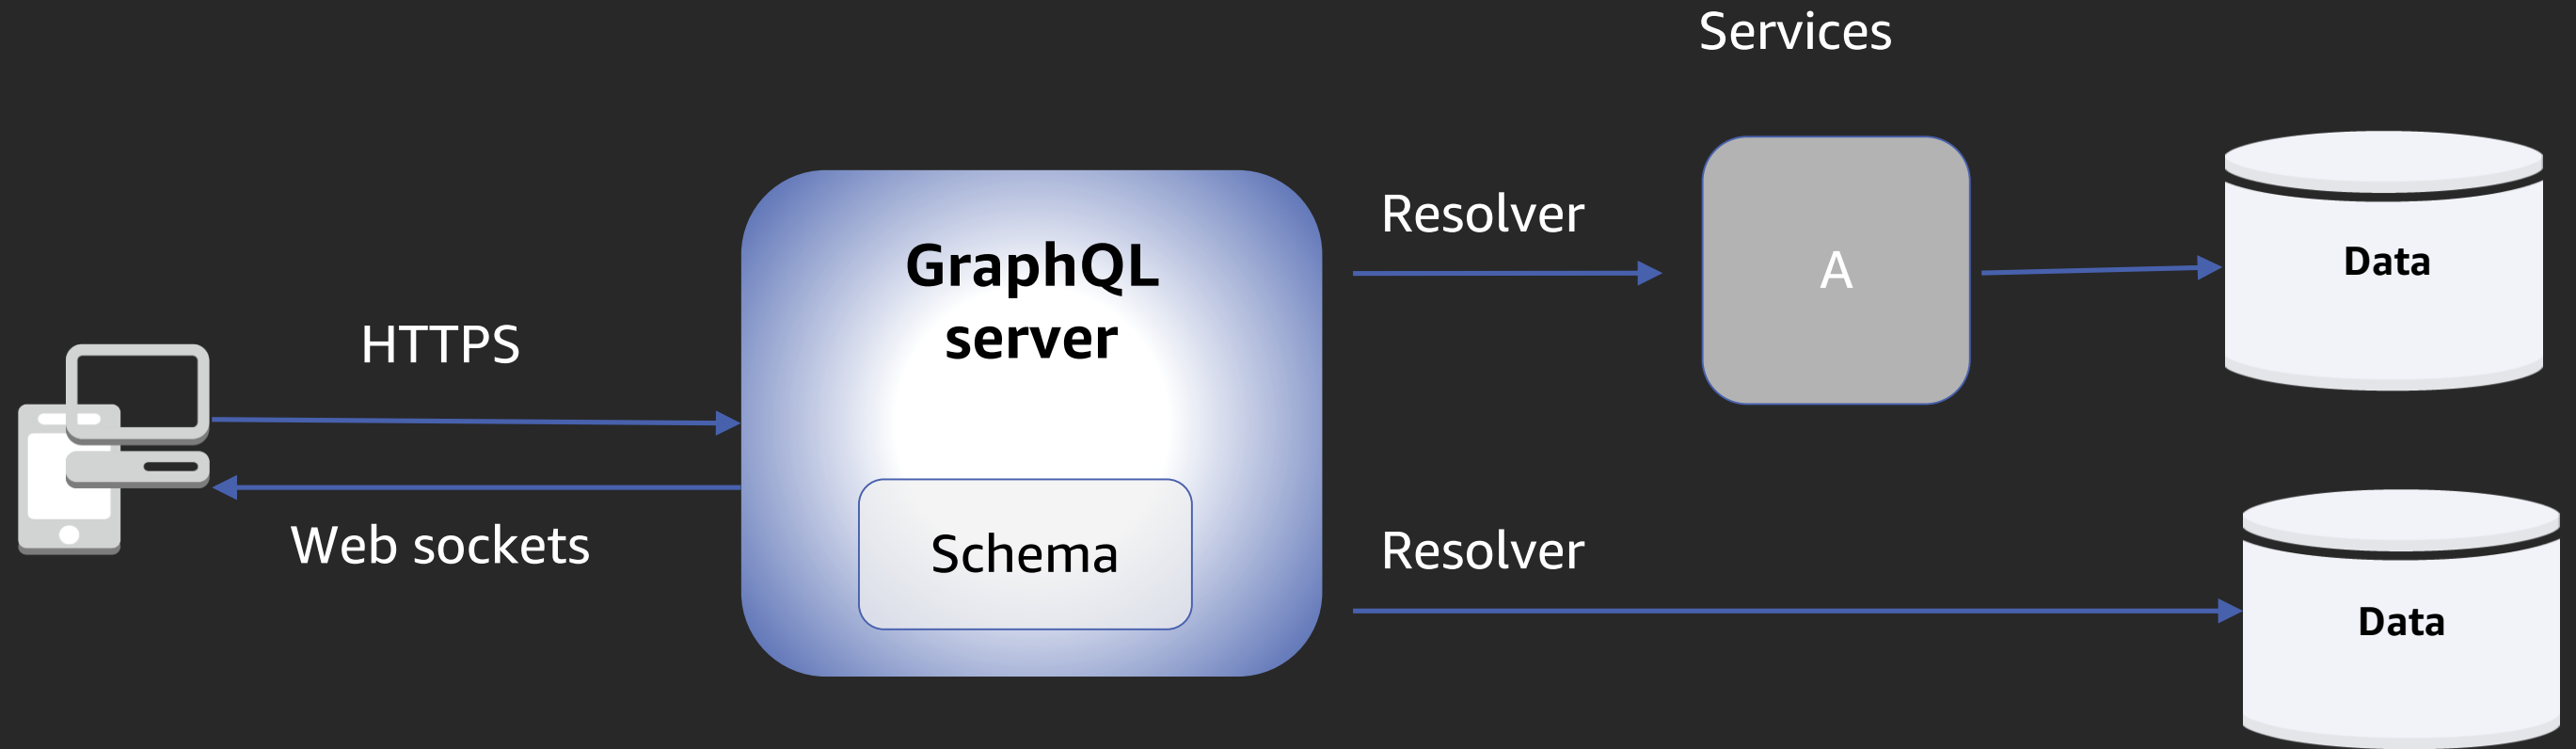 Services
HTTPS
Web sockets
GraphQL
server
Schema
Resolver
A
Data
Resolver
Data